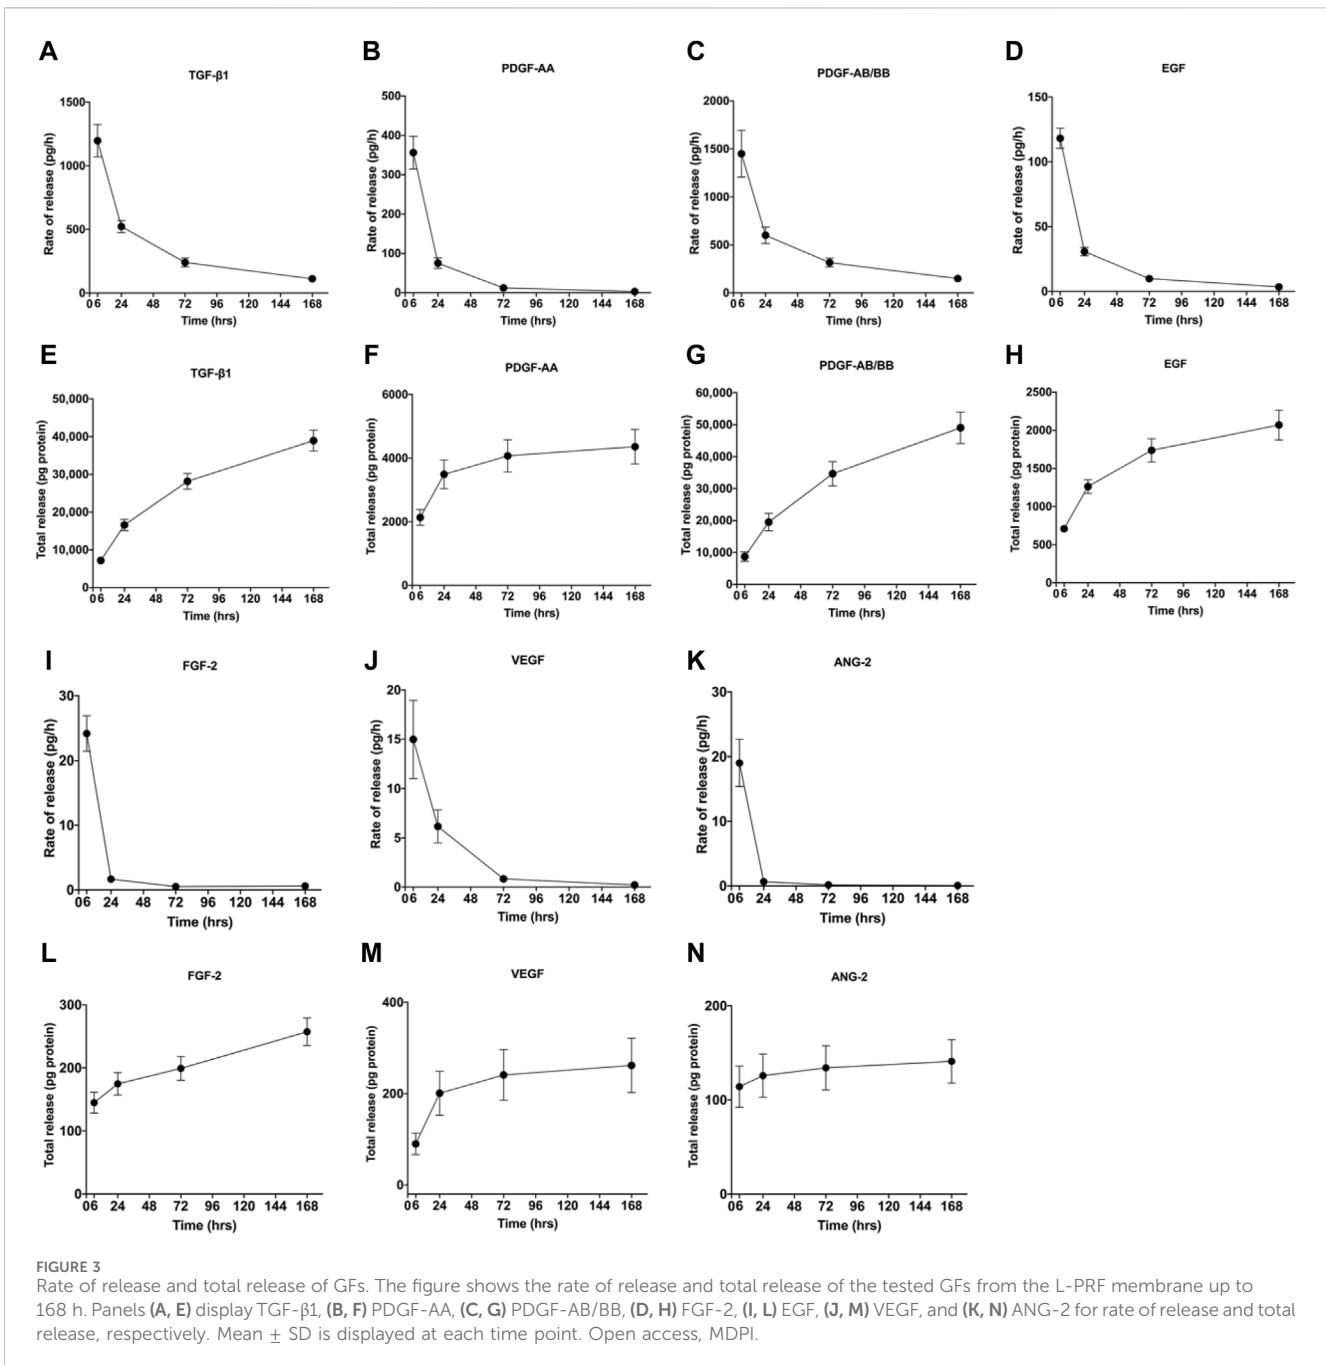 A
TGF-β1
1500
1000
500
0
Rate of release (pg/h)
06 24 48 72 96 120 144 168
Time (hrs)
B
PDGF-AA
500
400
300
200
100
0
Rate of release (pg/h)
06 24 48 72 96 120 144 168
Time (hrs)
C
PDGF-AB/BB
2000
1500
1000
500
0
Rate of release (pg/h)
06 24 48 72 96 120 144 168
Time (hrs)
D
EGF
150
100
50
0
Rate of release (pg/h)
06 24 48 72 96 120 144 168
Time (hrs)
E
TGF-β1
50,000
40,000
30,000
20,000
10,000
0
Total release (pg protein)
06 24 48 72 96 120 144 168
Time (hrs)
F
PDGF-AA
6000
4000
2000
0
Total release (pg protein)
06 24 48 72 96 120 144 168
Time (hrs)
G
PDGF-AB/BB
60,000
50,000
40,000
30,000
20,000
10,000
0
Total release (pg protein)
06 24 48 72 96 120 144 168
Time (hrs)
H
EGF
2500
2000
1500
1000
500
0
Total release (pg protein)
06 24 48 72 96 120 144 168
Time (hrs)
I
FGF-2
30
20
10
0
Rate of release (pg/h)
06 24 48 72 96 120 144 168
Time (hrs)
J
VEGF
20
15
10
5
0
Rate of release (pg/h)
06 24 48 72 96 120 144 168
Time (hrs)
K
ANG-2
30
20
10
0
Rate of release (pg/h)
06 24 48 72 96 120 144 168
Time (hrs)
L
FGF-2
300
200
100
0
Total release (pg protein)
06 24 48 72 96 120 144 168
Time (hrs)
M
VEGF
400
200
0
Total release (pg protein)
06 24 48 72 96 120 144 168
Time (hrs)
N
ANG-2
200
100
0
Total release (pg protein)
06 24 48 72 96 120 144 168
Time (hrs)
FIGURE 3
Rate of release and total release of GFs. The figure shows the rate of release and total release of the tested GFs from the L-PRF membrane up to
168 h. Panels (A, E) display TGF-β1, (B, F) PDGF-AA, (C, G) PDGF-AB/BB, (D, H) FGF-2, (I, L) EGF, (J, M) VEGF, and (K, N) ANG-2 for rate of release and total
release, respectively. Mean ± SD is displayed at each time point. Open access, MDPI.